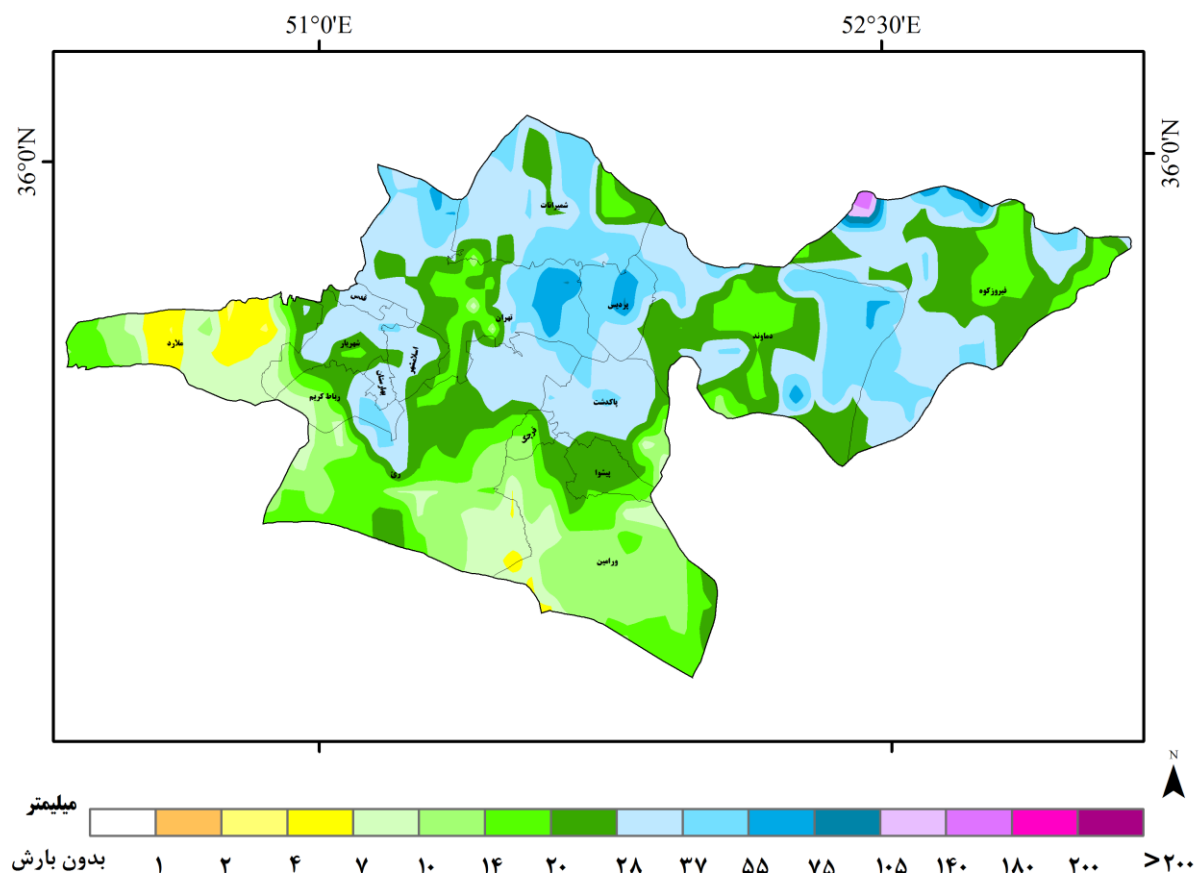 51°0'E
52°30'E
36°0'N
36°0'N
شمیرانات
فیروزکوه
قدس
پردیس
تهران
دماوند
ملارد
شهریار
اسلامشهر
بهارستان
رباط کریم
پاکدشت
قرچک
پیشوا
ری
ورامین
N
میلیمتر
بدون بارش ۱ ۲ ۴ ۷ ۱۰ ۱۴ ۲۰ ۲۸ ۳۷ ۵۵ ۷۵ ۱۰۵ ۱۴۰ ۱۸۰ ۲۰۰ >۲۰۰